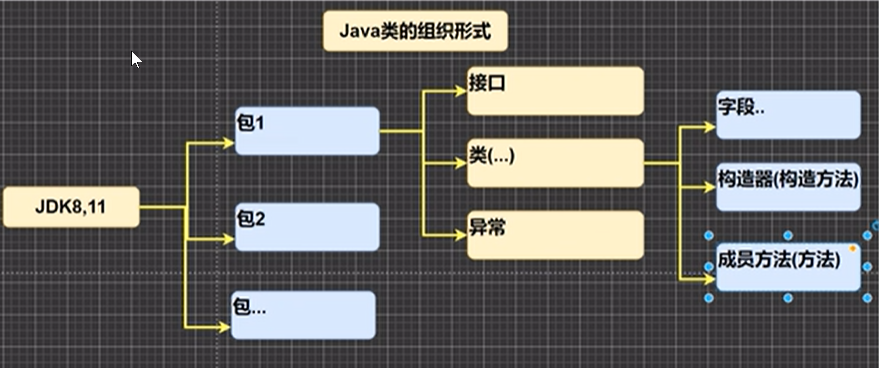 Java类的组织形式
JDK8,11
包1
包2
包...
接口
类(...)
异常
字段..
构造器(构造方法)
成员方法(方法)